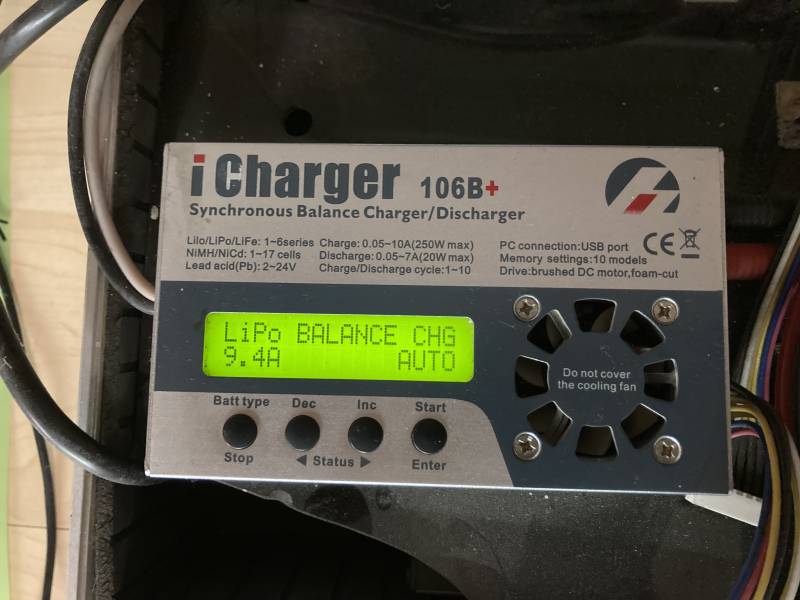 iCharger 106B+
Synchronous Balance Charger/Discharger
LiIo/LiPo/LiFe: 1~6series Charge: 0.05~10A(250W max) PC connection:USB port
NiMH/NiCd: 1~17 cells Discharge: 0.05~7A(20W max) Memory settings:10 models
Lead acid(Pb): 2~24V Charge/Discharge cycle:1~10 Drive:brushed DC motor,foam-cut
CE
LiPo BALANCE CHG
9.4A AUTO
Do not cover
the cooling fan
Batt type Dec Inc Start
Stop ◀ Status ▶ Enter